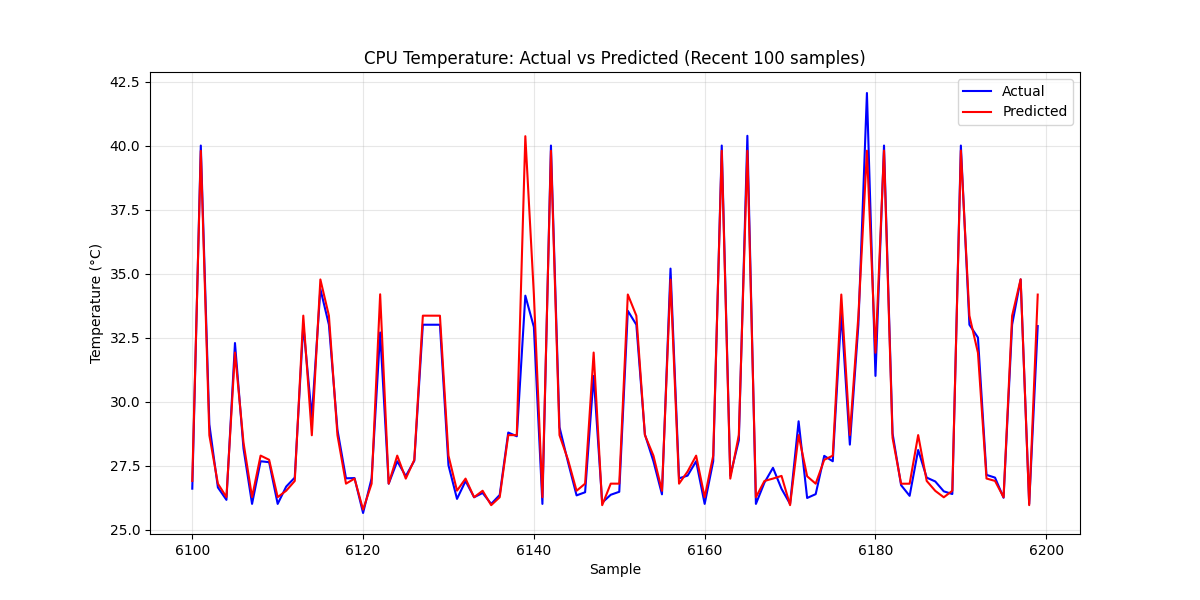 CPU Temperature: Actual vs Predicted (Recent 100 samples)
Actual
Predicted
Temperature (°C)
42.5
40.0
37.5
35.0
32.5
30.0
27.5
25.0
6100 6120 6140 6160 6180 6200
Sample